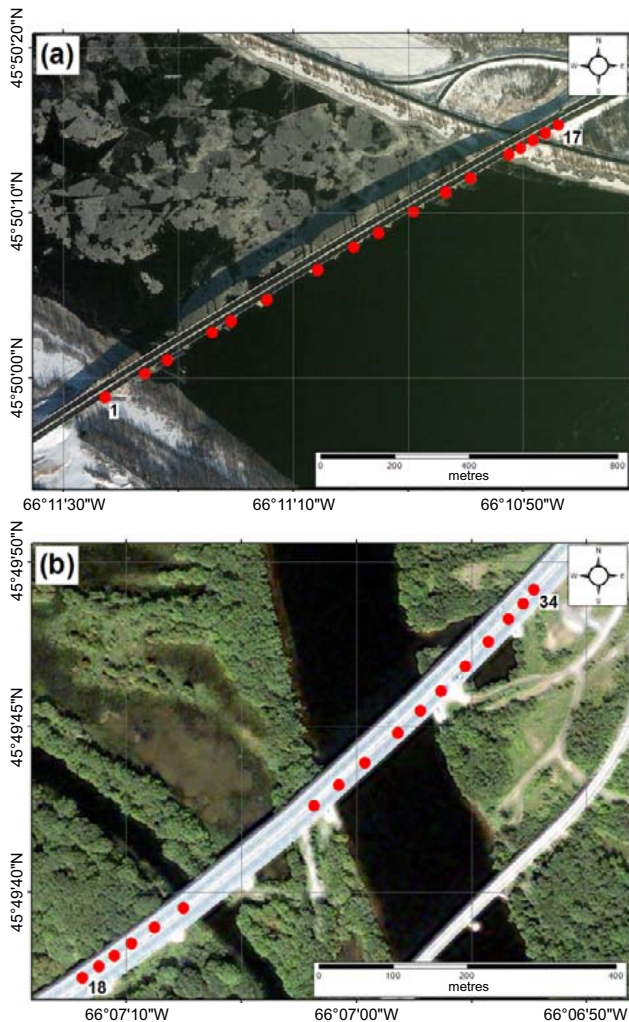 (a)
N
W E
S
45°50'20"N
45°50'10"N
45°50'00"N
17
1
0 200 400 800
metres
66°11'30"W 66°11'10"W 66°10'50"W
(b)
N
W E
S
45°49'50"N
45°49'45"N
45°49'40"N
34
18
0 100 200 400
metres
66°07'10"W 66°07'00"W 66°06'50"W